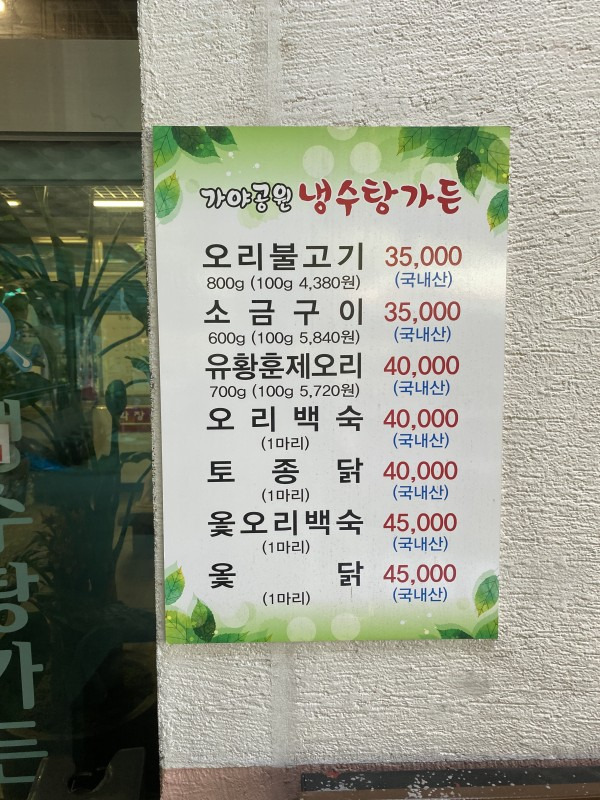 가야공원 냉수탕가든
오리불고기 35,000
800g (100g 4,380원) (국내산)
소금구이 35,000
600g (100g 5,840원) (국내산)
유황훈제오리 40,000
700g (100g 5,720원) (국내산)
오리백숙 40,000
(1마리) (국내산)
토종닭 40,000
(1마리) (국내산)
옻오리백숙 45,000
(1마리) (국내산)
옻닭 45,000
(1마리) (국내산)
냉수탕가든